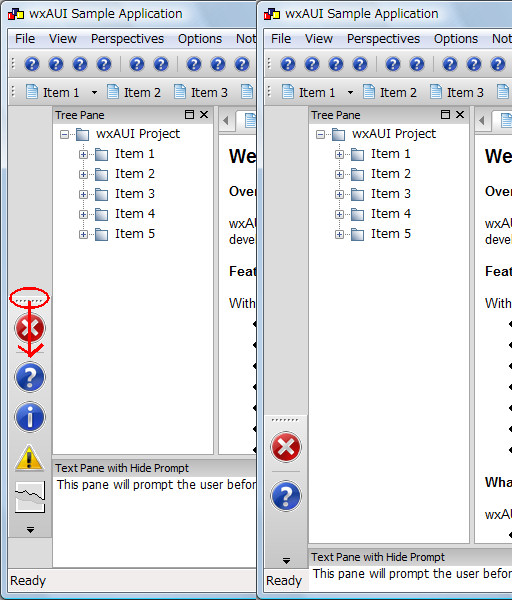 wxAUI Sample Application
File View Perspectives Options Not
Item 1 Item 2 Item 3
Tree Pane
wxAUI Project
Item 1
Item 2
Item 3
Item 4
Item 5
We
Over
wxAU
devel
Feat
With
Text Pane with Hide Prompt
This pane will prompt the user befor
Ready
wxAUI Sample Application
File View Perspectives Options Not
Item 1 Item 2 Item 3
Tree Pane
wxAUI Project
Item 1
Item 2
Item 3
Item 4
Item 5
We
Over
wxAU
devel
Feat
With
What
wxAU
Text Pane with Hide Prompt
This pane will prompt the user befor
Ready